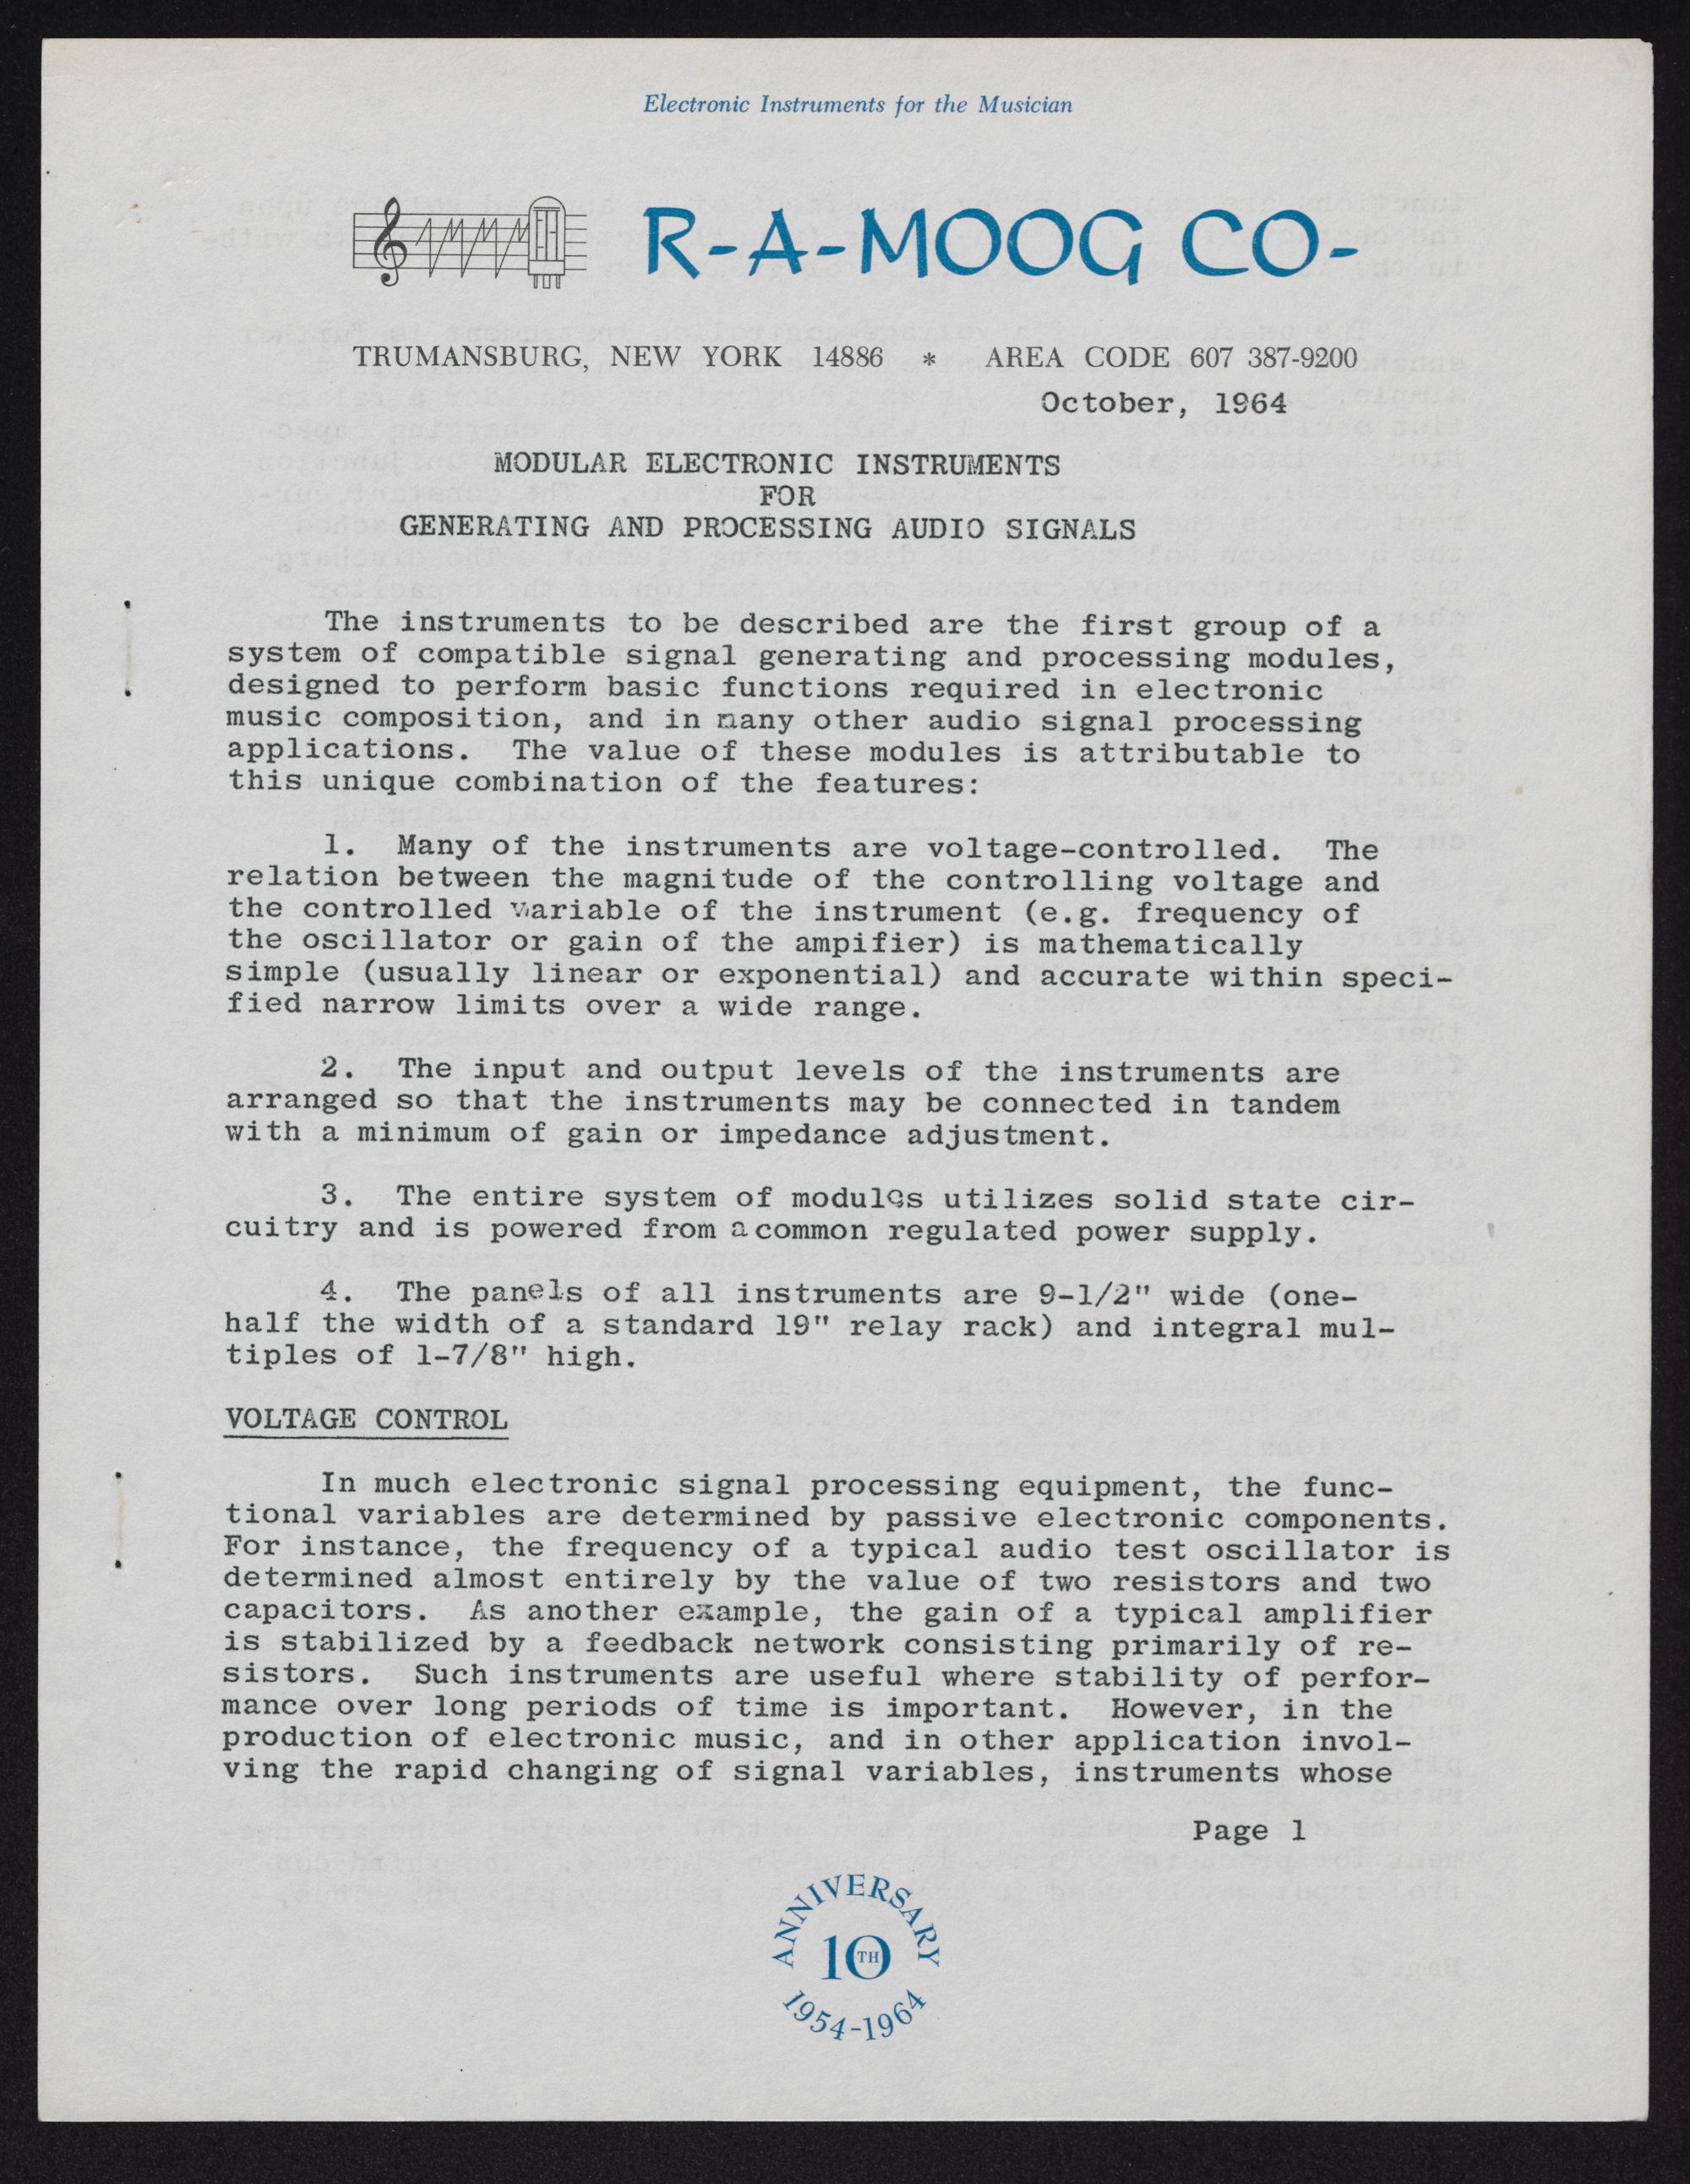 Electronic Instruments for the Musician
R-A-MOOG CO-
TRUMANSBURG, NEW YORK 14886 * AREA CODE 607 387-9200
October, 1964
MODULAR ELECTRONIC INSTRUMENTS
FOR
GENERATING AND PROCESSING AUDIO SIGNALS
The instruments to be described are the first group of a
system of compatible signal generating and processing modules,
designed to perform basic functions required in electronic
music composition, and in many other audio signal processing
applications. The value of these modules is attributable to
this unique combination of the features:
1. Many of the instruments are voltage-controlled. The
relation between the magnitude of the controlling voltage and
the controlled variable of the instrument (e.g. frequency of
the oscillator or gain of the ampifier) is mathematically
simple (usually linear or exponential) and accurate within speci-
fied narrow limits over a wide range.
2. The input and output levels of the instruments are
arranged so that the instruments may be connected in tandem
with a minimum of gain or impedance adjustment.
3. The entire system of modules utilizes solid state cir-
cuitry and is powered from a common regulated power supply.
4. The panels of all instruments are 9-1/2" wide (one-
half the width of a standard 19" relay rack) and integral mul-
tiples of 1-7/8" high.
VOLTAGE CONTROL
In much electronic signal processing equipment, the func-
tional variables are determined by passive electronic components.
For instance, the frequency of a typical audio test oscillator is
determined almost entirely by the value of two resistors and two
capacitors. As another example, the gain of a typical amplifier
is stabilized by a feedback network consisting primarily of re-
sistors. Such instruments are useful where stability of perfor-
mance over long periods of time is important. However, in the
production of electronic music, and in other application invol-
ving the rapid changing of signal variables, instruments whose
Page 1
ANNIVERSARY
10TH
1954-1964